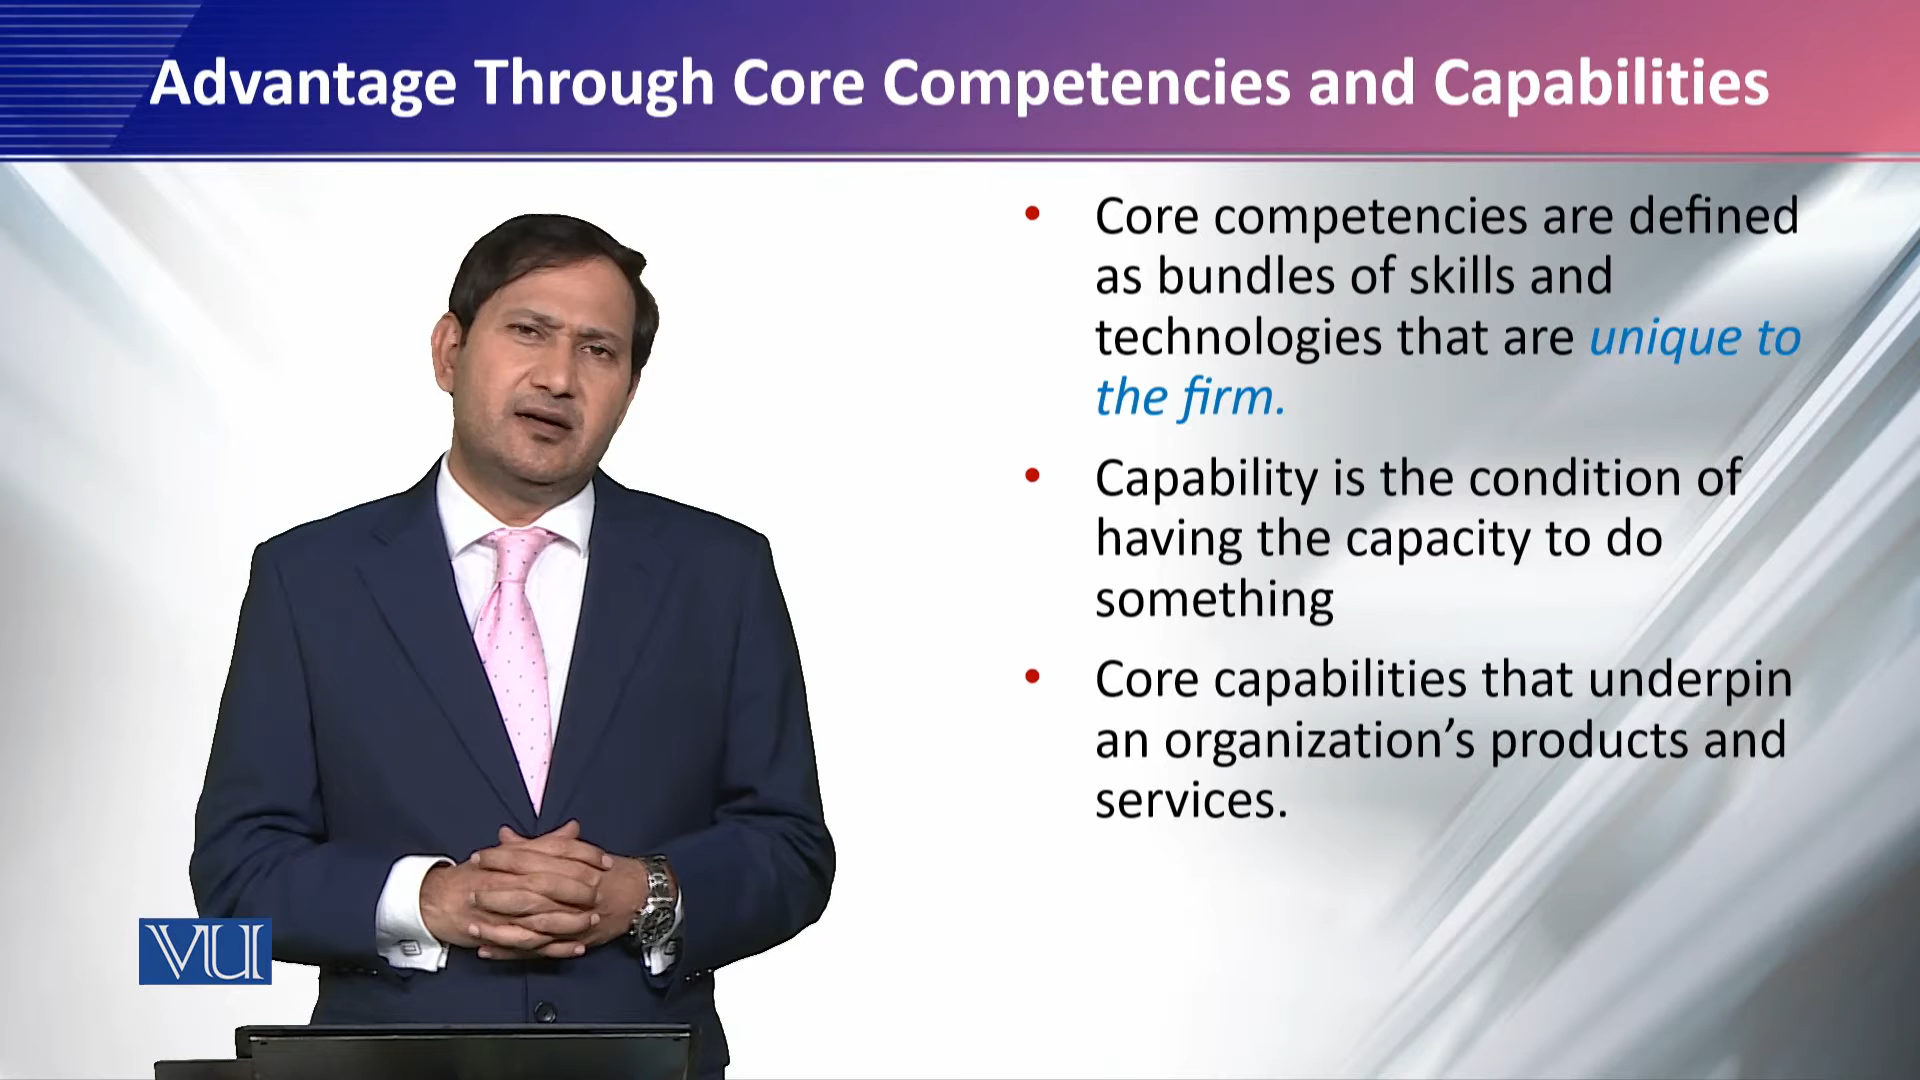 Advantage Through Core Competencies and Capabilities
• Core competencies are defined
as bundles of skills and
technologies that are unique to
the firm.
• Capability is the condition of
having the capacity to do
something
• Core capabilities that underpin
an organization’s products and
services.
VU